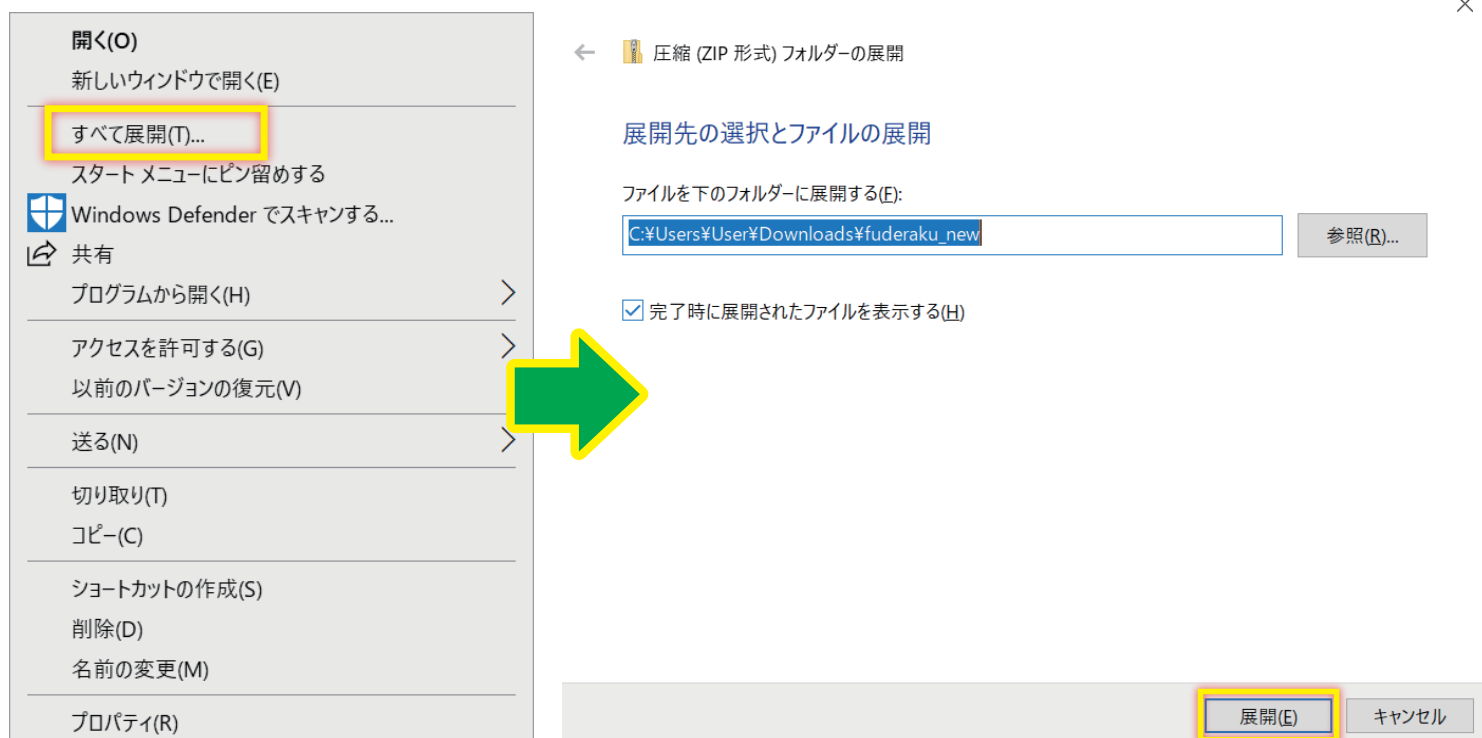 開く(O)
新しいウィンドウで開く(E)
すべて展開(T)...
スタート メニューにピン留めする
Windows Defender でスキャンする...
共有
プログラムから開く(H)
アクセスを許可する(G)
以前のバージョンの復元(V)
送る(N)
切り取り(T)
コピー(C)
ショートカットの作成(S)
削除(D)
名前の変更(M)
プロパティ(R)
圧縮 (ZIP 形式) フォルダーの展開
展開先の選択とファイルの展開
ファイルを下のフォルダーに展開する(F):
C:¥Users¥User¥Downloads¥fuderaku_new
参照(R)...
完了時に展開されたファイルを表示する(H)
展開(E)
キャンセル